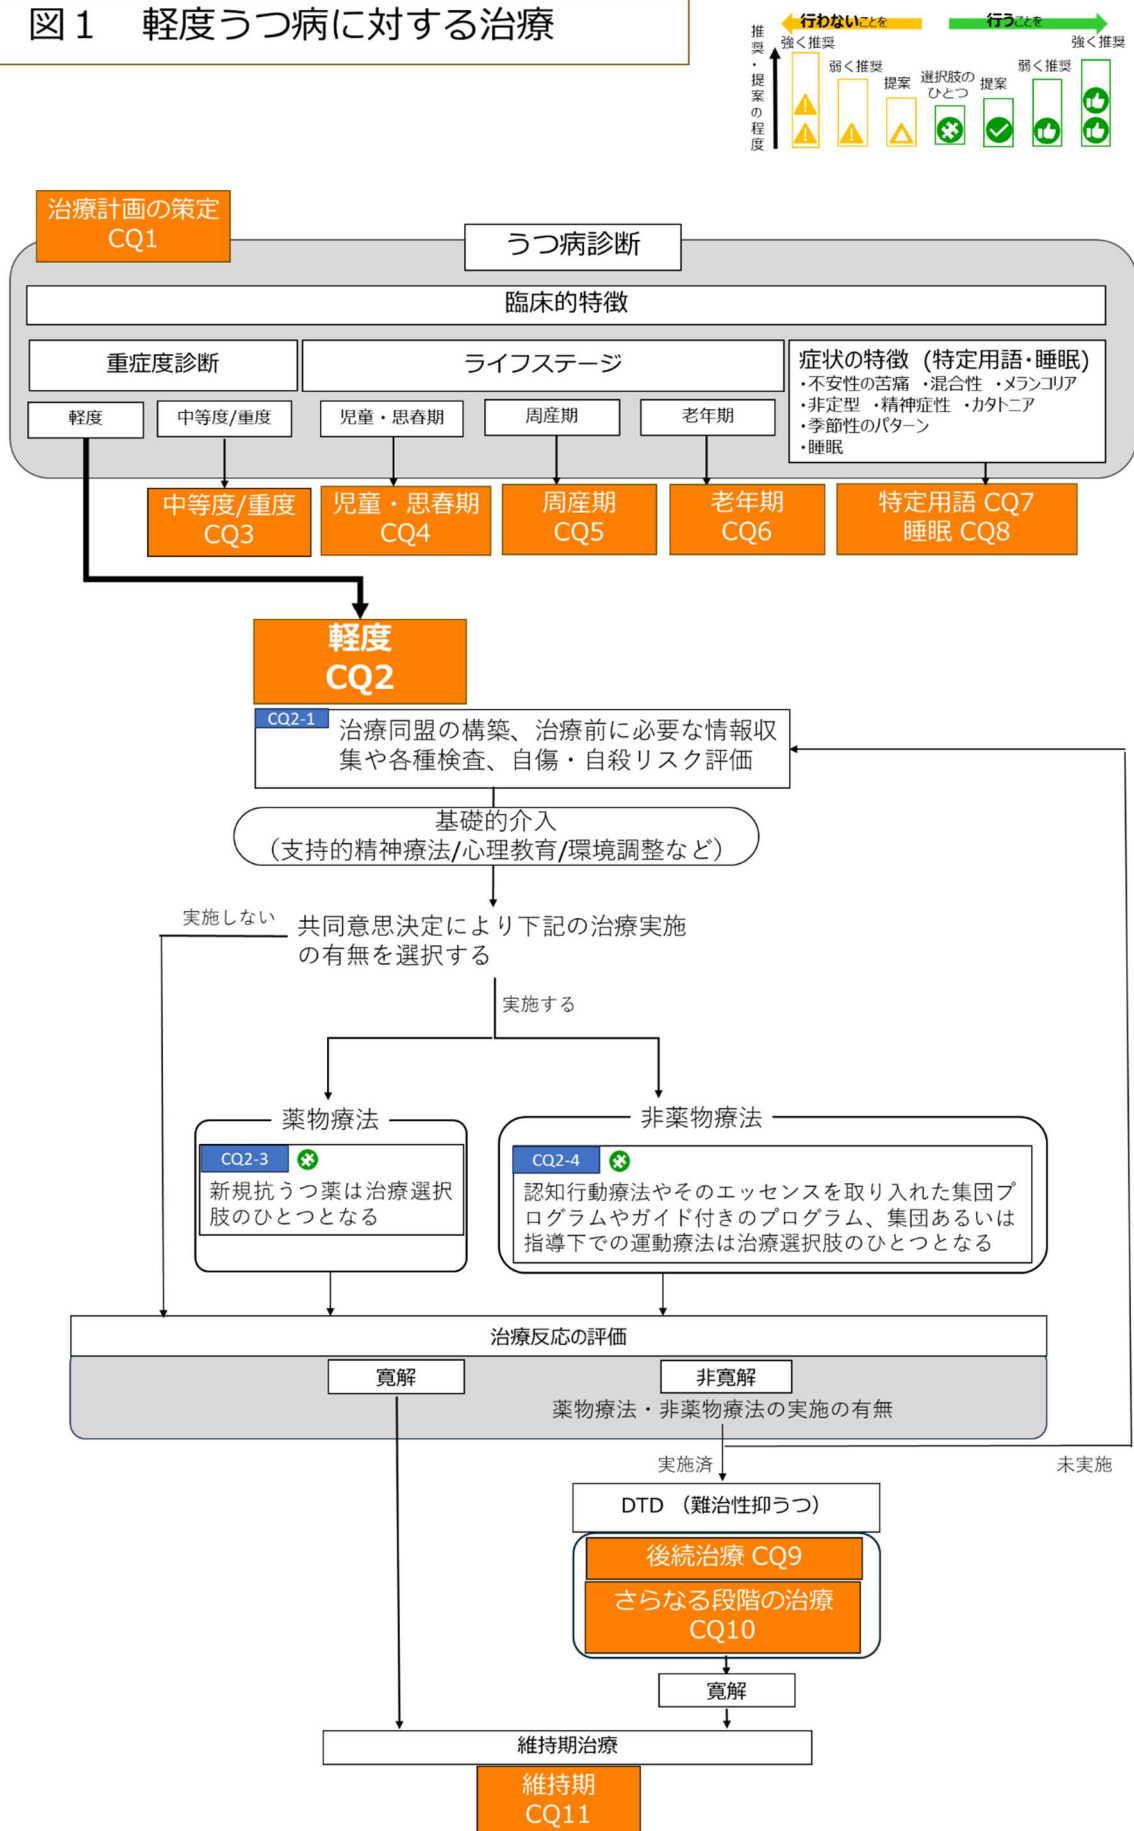 図1　軽度うつ病に対する治療
行わないことを
行うことを
推奨・提案の程度
強く推奨
弱く推奨
提案
選択肢の
ひとつ
提案
弱く推奨
強く推奨
治療計画の策定
CQ1
うつ病診断
臨床的特徴
重症度診断
ライフステージ
症状の特徴 (特定用語・睡眠)
・不安性の苦痛 ・混合性 ・メランコリア
・非定型 ・精神症性 ・カタトニア
・季節性のパターン
・睡眠
軽度
中等度/重度
児童・思春期
周産期
老年期
中等度/重度
CQ3
児童・思春期
CQ4
周産期
CQ5
老年期
CQ6
特定用語 CQ7
睡眠 CQ8
軽度
CQ2
CQ2-1
治療同盟の構築、治療前に必要な情報収
集や各種検査、自傷・自殺リスク評価
基礎的介入
（支持的精神療法/心理教育/環境調整など）
実施しない
共同意思決定により下記の治療実施
の有無を選択する
実施する
薬物療法
CQ2-3
新規抗うつ薬は治療選択
肢のひとつとなる
非薬物療法
CQ2-4
認知行動療法やそのエッセンスを取り入れた集団プ
ログラムやガイド付きのプログラム、集団あるいは
指導下での運動療法は治療選択肢のひとつとなる
治療反応の評価
寛解
非寛解
薬物療法・非薬物療法の実施の有無
実施済
未実施
DTD （難治性抑うつ）
後続治療 CQ9
さらなる段階の治療
CQ10
寛解
維持期治療
維持期
CQ11